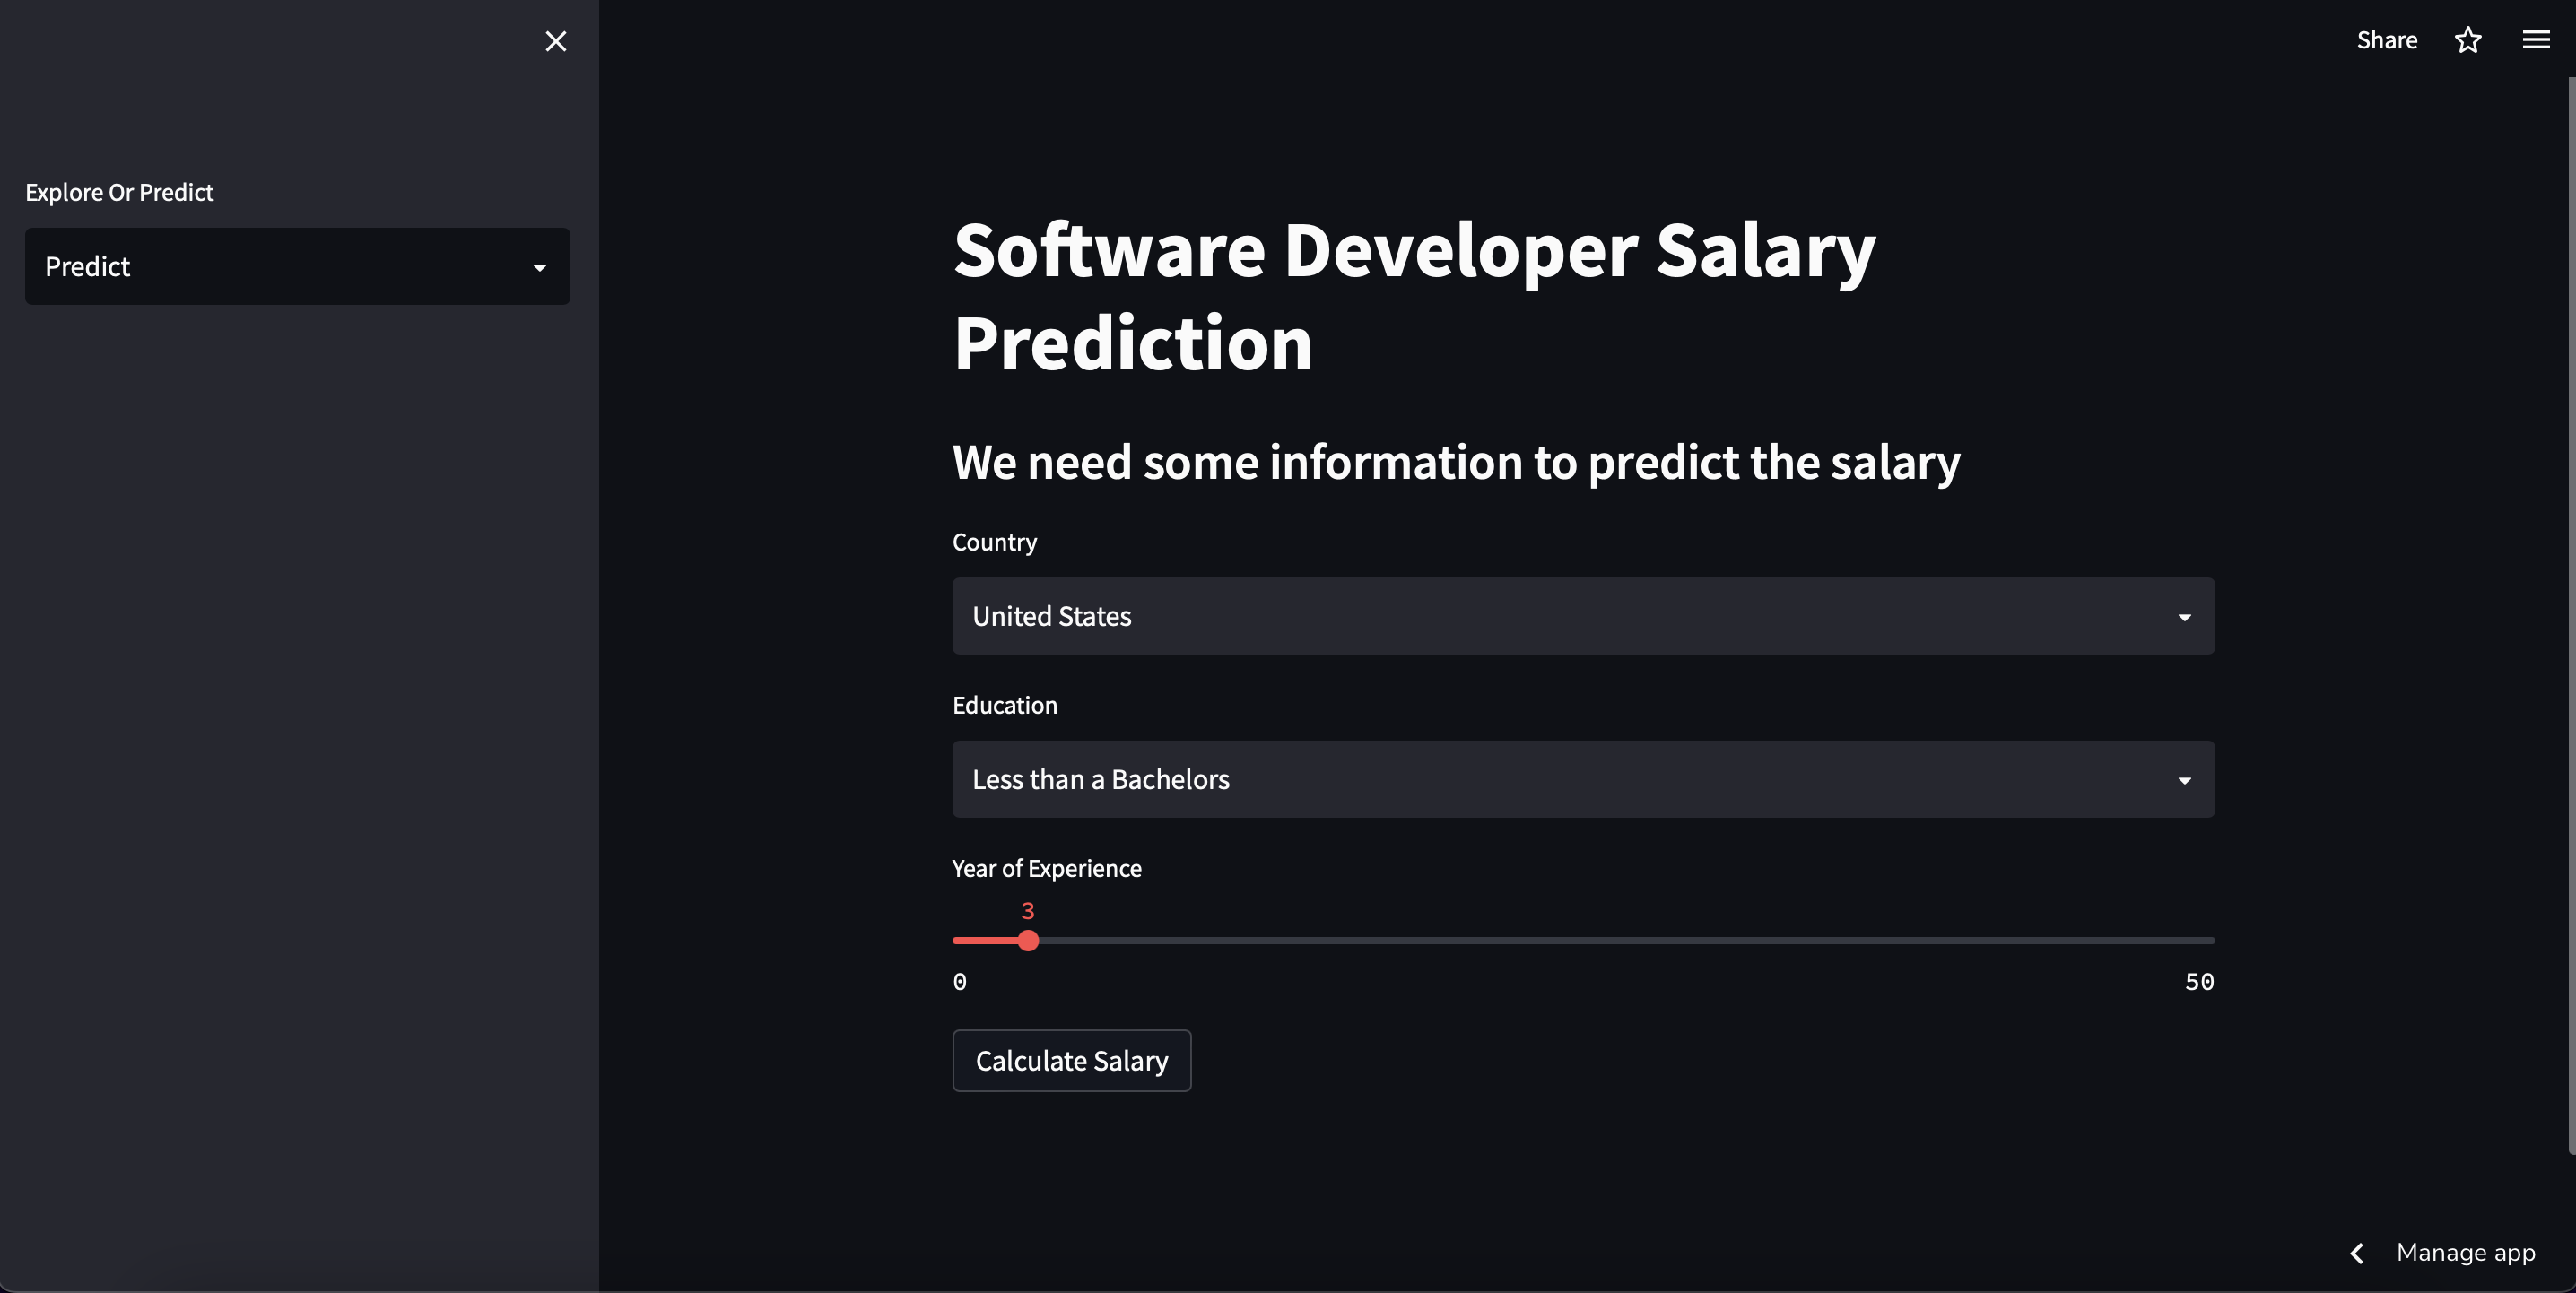 Share
Explore Or Predict
Predict
Software Developer Salary
Prediction
We need some information to predict the salary
Country
United States
Education
Less than a Bachelors
Year of Experience
3
0
50
Calculate Salary
Manage app